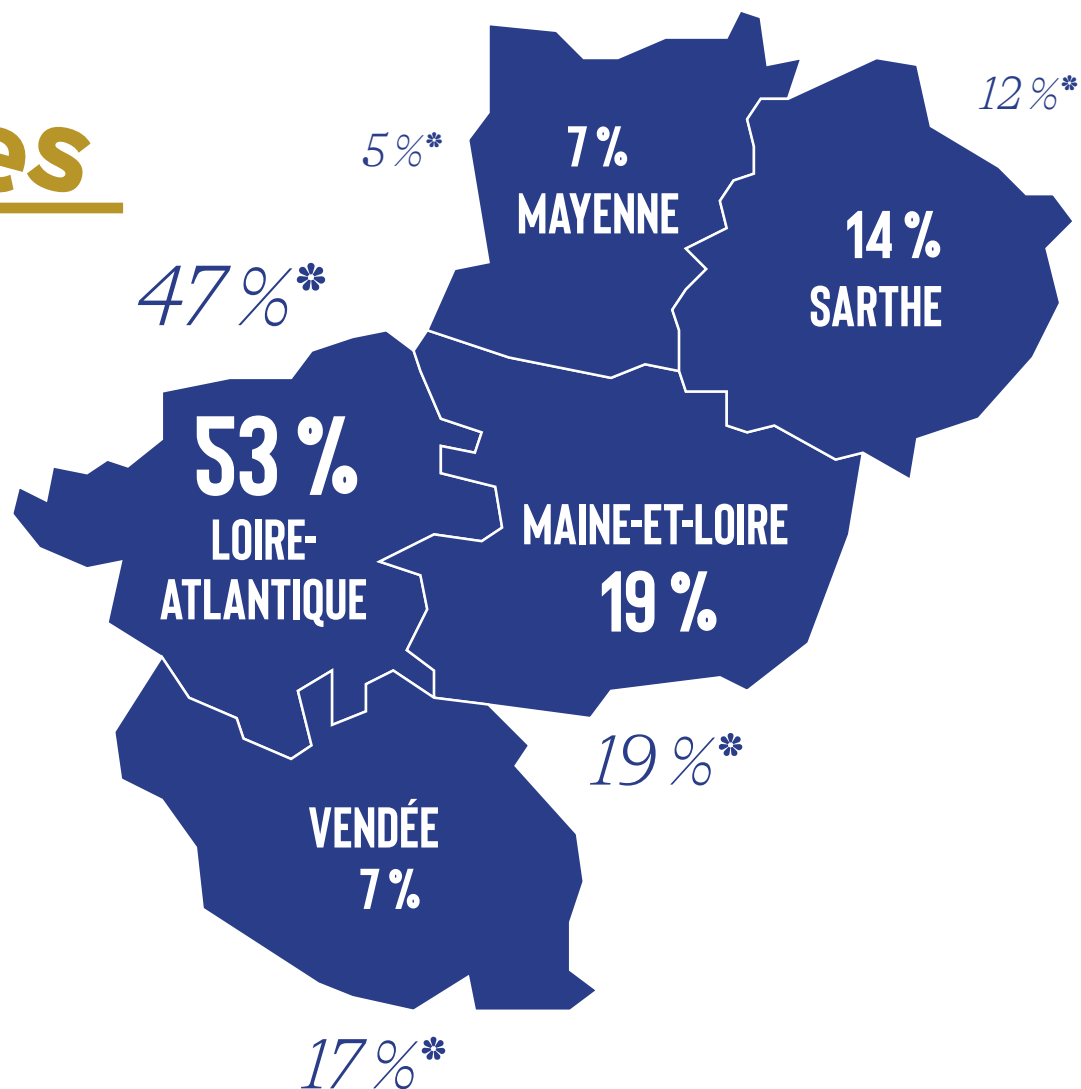 es
12 %*
5 %*
7 %
MAYENNE
14 %
SARTHE
47 %*
53 %
LOIRE-
ATLANTIQUE
MAINE-ET-LOIRE
19 %
19 %*
VENDÉE
7 %
17 %*